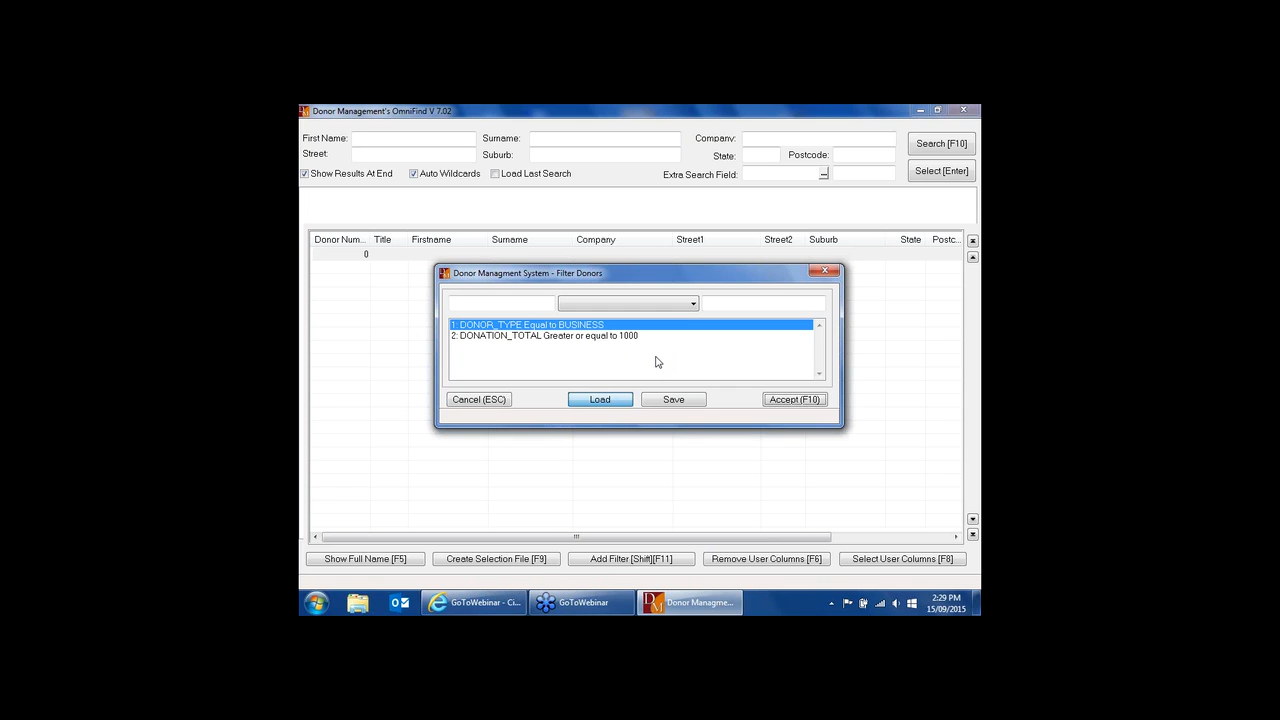 Donor Management's OmniFind V 7.02
First Name: Surname: Company: Search [F10]
Street: Suburb: State: Postcode:
Show Results At End Auto Wildcards Load Last Search Extra Search Field: Select [Enter]
Donor Num... Title Firstname Surname Company Street1 Street2 Suburb State Postc...
0
Donor Managment System - Filter Donors
1: DONOR_TYPE Equal to BUSINESS
2: DONATION_TOTAL Greater or equal to 1000
Cancel (ESC) Load Save Accept (F10)
Show Full Name [F5] Create Selection File [F9] Add Filter [Shift][F11] Remove User Columns [F6] Select User Columns [F8]
GoToWebinar - Ci... GoToWebinar Donor Manageme... 2:29 PM
15/09/2015